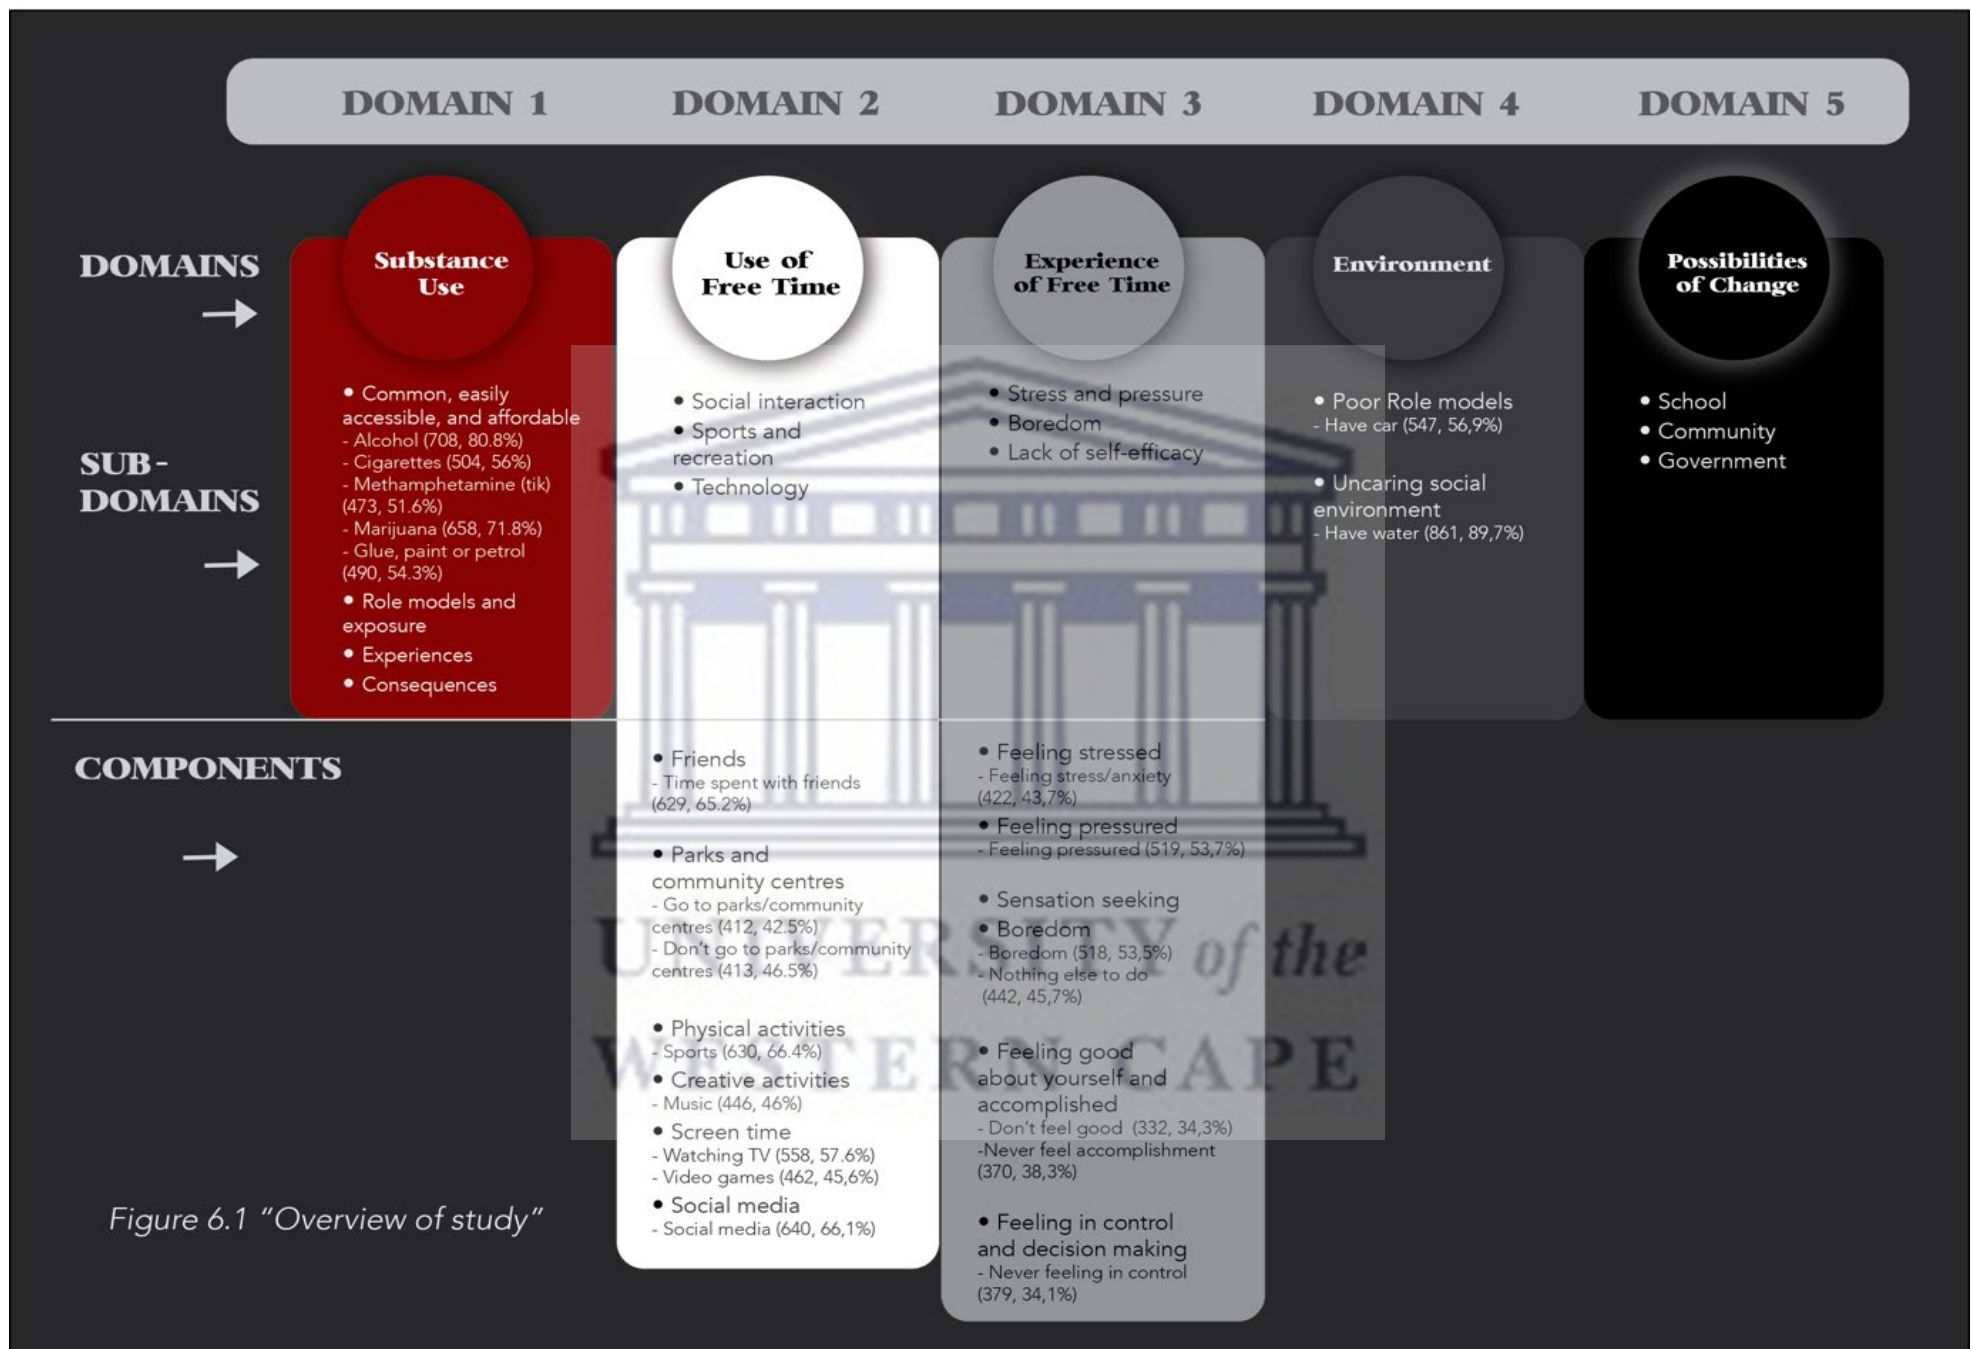 DOMAIN 1
DOMAIN 2
DOMAIN 3
DOMAIN 4
DOMAIN 5
DOMAINS
Substance
Use
Use of
Free Time
Experience
of Free Time
Environment
Possibilities
of Change
SUB-
DOMAINS
• Common, easily
accessible, and affordable
- Alcohol (708, 80.8%)
- Cigarettes (504, 56%)
- Methamphetamine (tik)
(473, 51.6%)
- Marijuana (658, 71.8%)
- Glue, paint or petrol
(490, 54.3%)
• Role models and
exposure
• Experiences
• Consequences
• Social interaction
• Sports and
recreation
• Technology
• Stress and pressure
• Boredom
• Lack of self-efficacy
• Poor Role models
- Have car (547, 56,9%)
• Uncaring social
environment
- Have water (861, 89,7%)
• School
• Community
• Government
COMPONENTS
• Friends
- Time spent with friends
(629, 65.2%)
• Parks and
community centres
- Go to parks/community
centres (412, 42.5%)
- Don't go to parks/community
centres (413, 46.5%)
• Physical activities
- Sports (630, 66.4%)
• Creative activities
- Music (446, 46%)
• Screen time
- Watching TV (558, 57.6%)
- Video games (462, 45,6%)
• Social media
- Social media (640, 66,1%)
• Feeling stressed
- Feeling stress/anxiety
(422, 43,7%)
• Feeling pressured
- Feeling pressured (519, 53,7%)
• Sensation seeking
• Boredom
- Boredom (518, 53,5%)
- Nothing else to do
(442, 45,7%)
• Feeling good
about yourself and
accomplished
- Don't feel good (332, 34,3%)
-Never feel accomplishment
(370, 38,3%)
• Feeling in control
and decision making
- Never feeling in control
(379, 34,1%)
UNIVERSITY of the
WESTERN CAPE
Figure 6.1 "Overview of study"